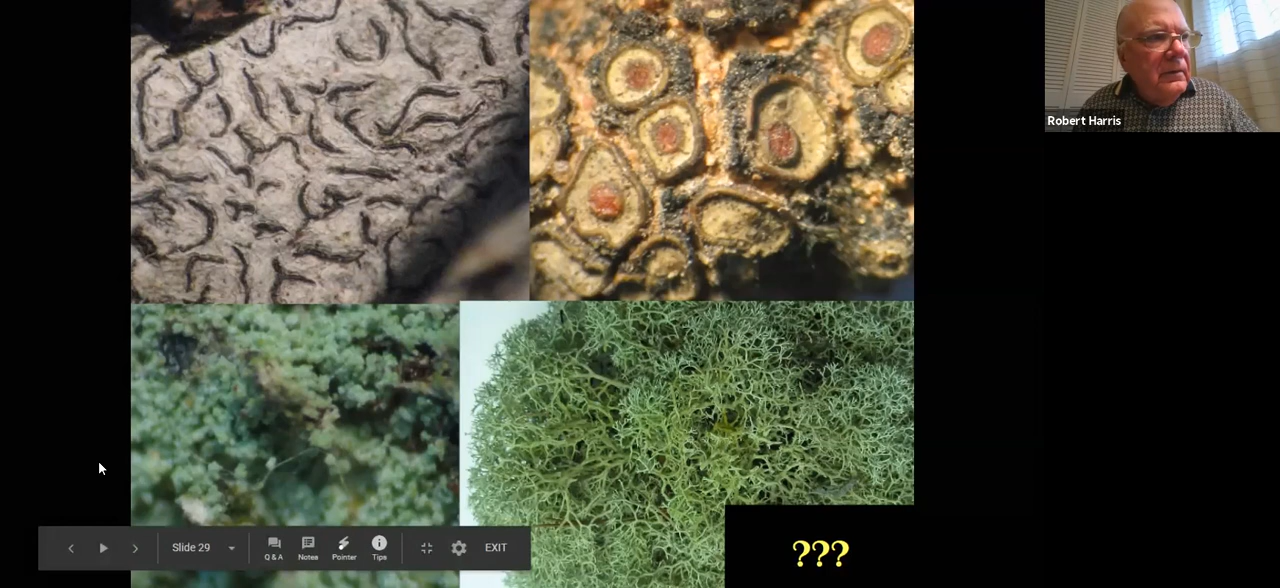 Robert Harris
Slide 29
Q & A
Notes
Pointer
Tips
EXIT
???